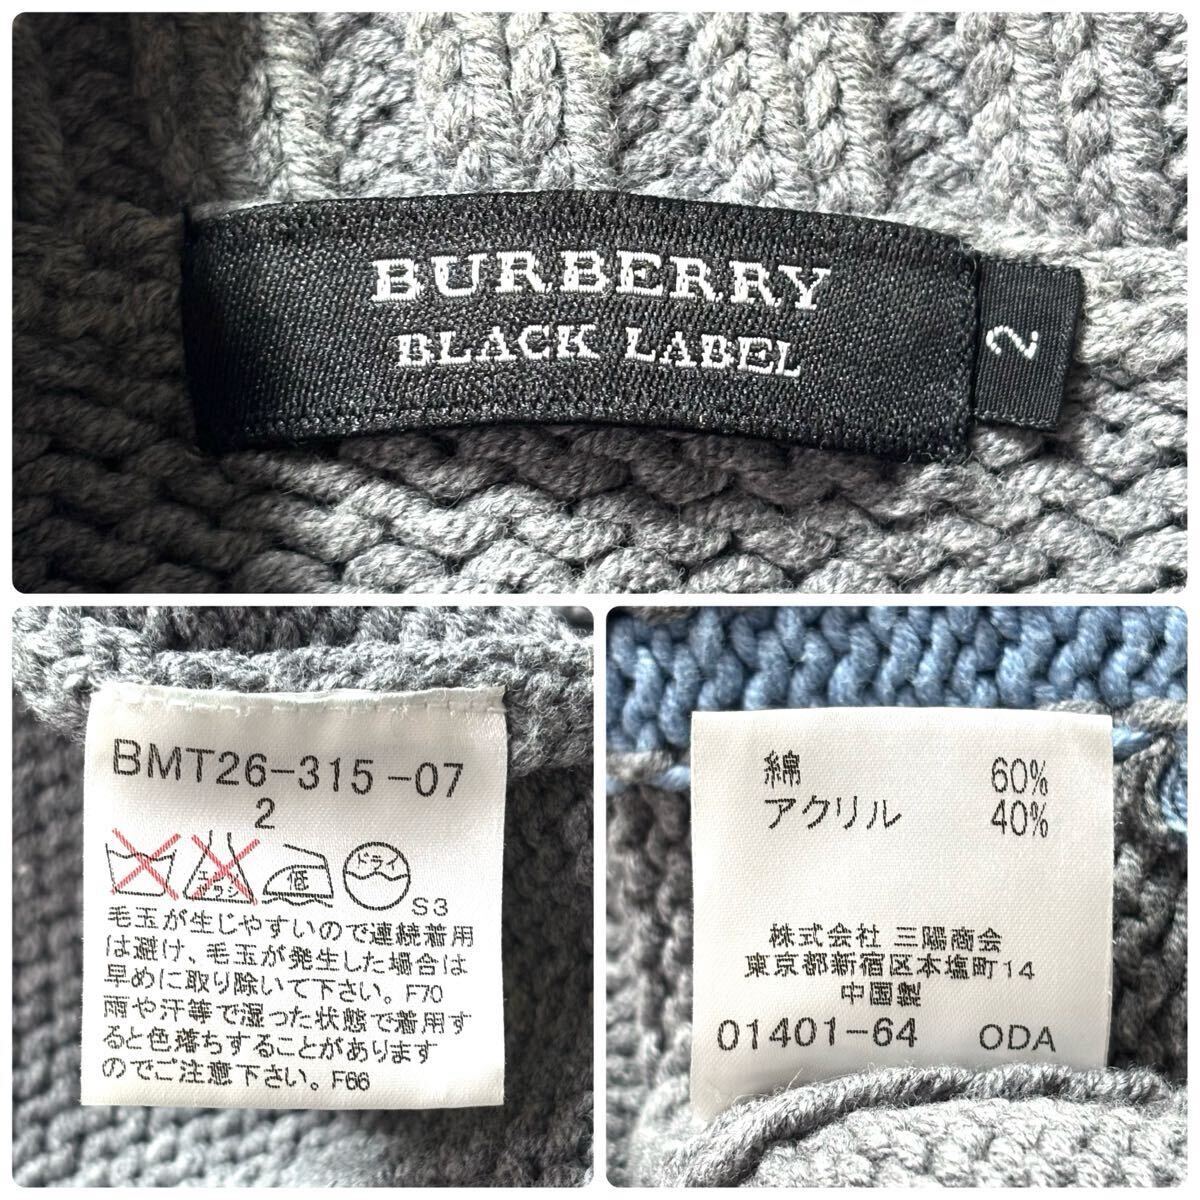 BURBERRY
BLACK LABEL
2
BMT26-315-07
2
エンソ
サラシ
低
ドライ
S3
毛玉が生じやすいので連続着用
は避け、毛玉が発生した場合は
早めに取り除いて下さい。F70
雨や汗等で湿った状態で着用す
ると色落ちすることがあります
のでご注意下さい。F66
綿 60%
アクリル 40%
株式会社 三陽商会
東京都新宿区本塩町14
中国製
01401-64 ODA